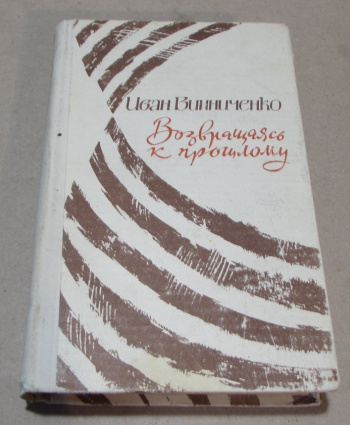 Иван Винниченко
Возвращаясь
к прошлому